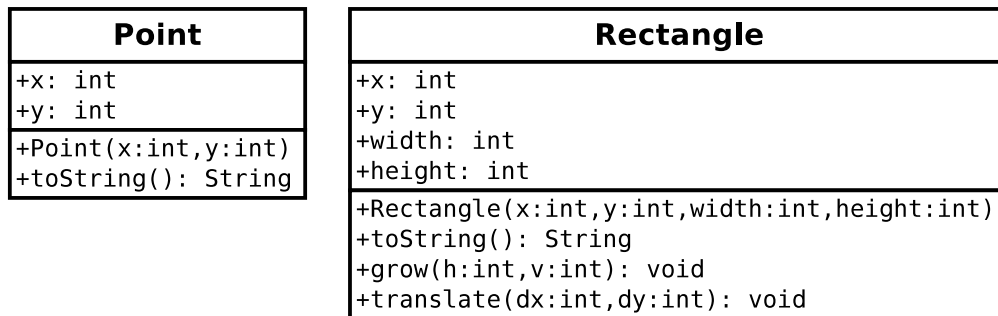 Point
+x: int
+y: int
+Point(x:int,y:int)
+toString(): String
Rectangle
+x: int
+y: int
+width: int
+height: int
+Rectangle(x:int,y:int,width:int,height:int)
+toString(): String
+grow(h:int,v:int): void
+translate(dx:int,dy:int): void